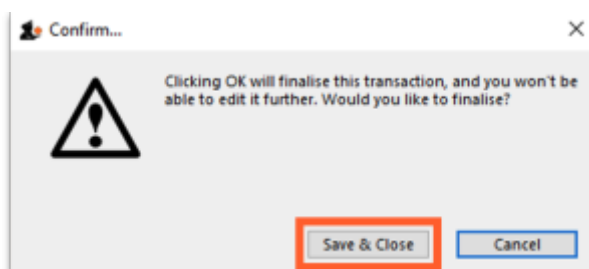 Confirm...
Clicking OK will finalise this transaction, and you won't be
able to edit it further. Would you like to finalise?
Save & Close
Cancel